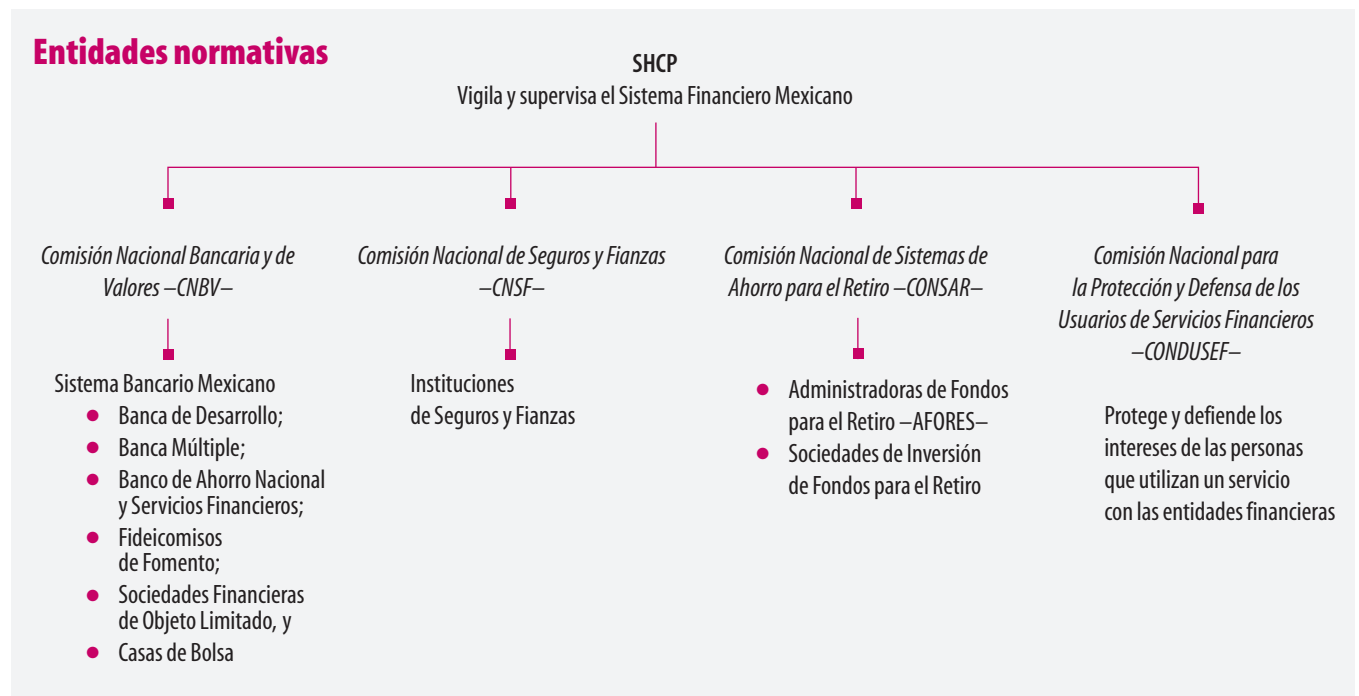 Entidades normativas
SHCP
Vigila y supervisa el Sistema Financiero Mexicano
Comisión Nacional Bancaria y de
Valores –CNBV–
Sistema Bancario Mexicano
● Banca de Desarrollo;
● Banca Múltiple;
● Banco de Ahorro Nacional
y Servicios Financieros;
● Fideicomisos
de Fomento;
● Sociedades Financieras
de Objeto Limitado, y
● Casas de Bolsa
Comisión Nacional de Seguros y Fianzas
–CNSF–
Instituciones
de Seguros y Fianzas
Comisión Nacional de Sistemas de
Ahorro para el Retiro –CONSAR–
● Administradoras de Fondos
para el Retiro –AFORES–
● Sociedades de Inversión
de Fondos para el Retiro
Comisión Nacional para
la Protección y Defensa de los
Usuarios de Servicios Financieros
–CONDUSEF–
Protege y defiende los
intereses de las personas
que utilizan un servicio
con las entidades financieras